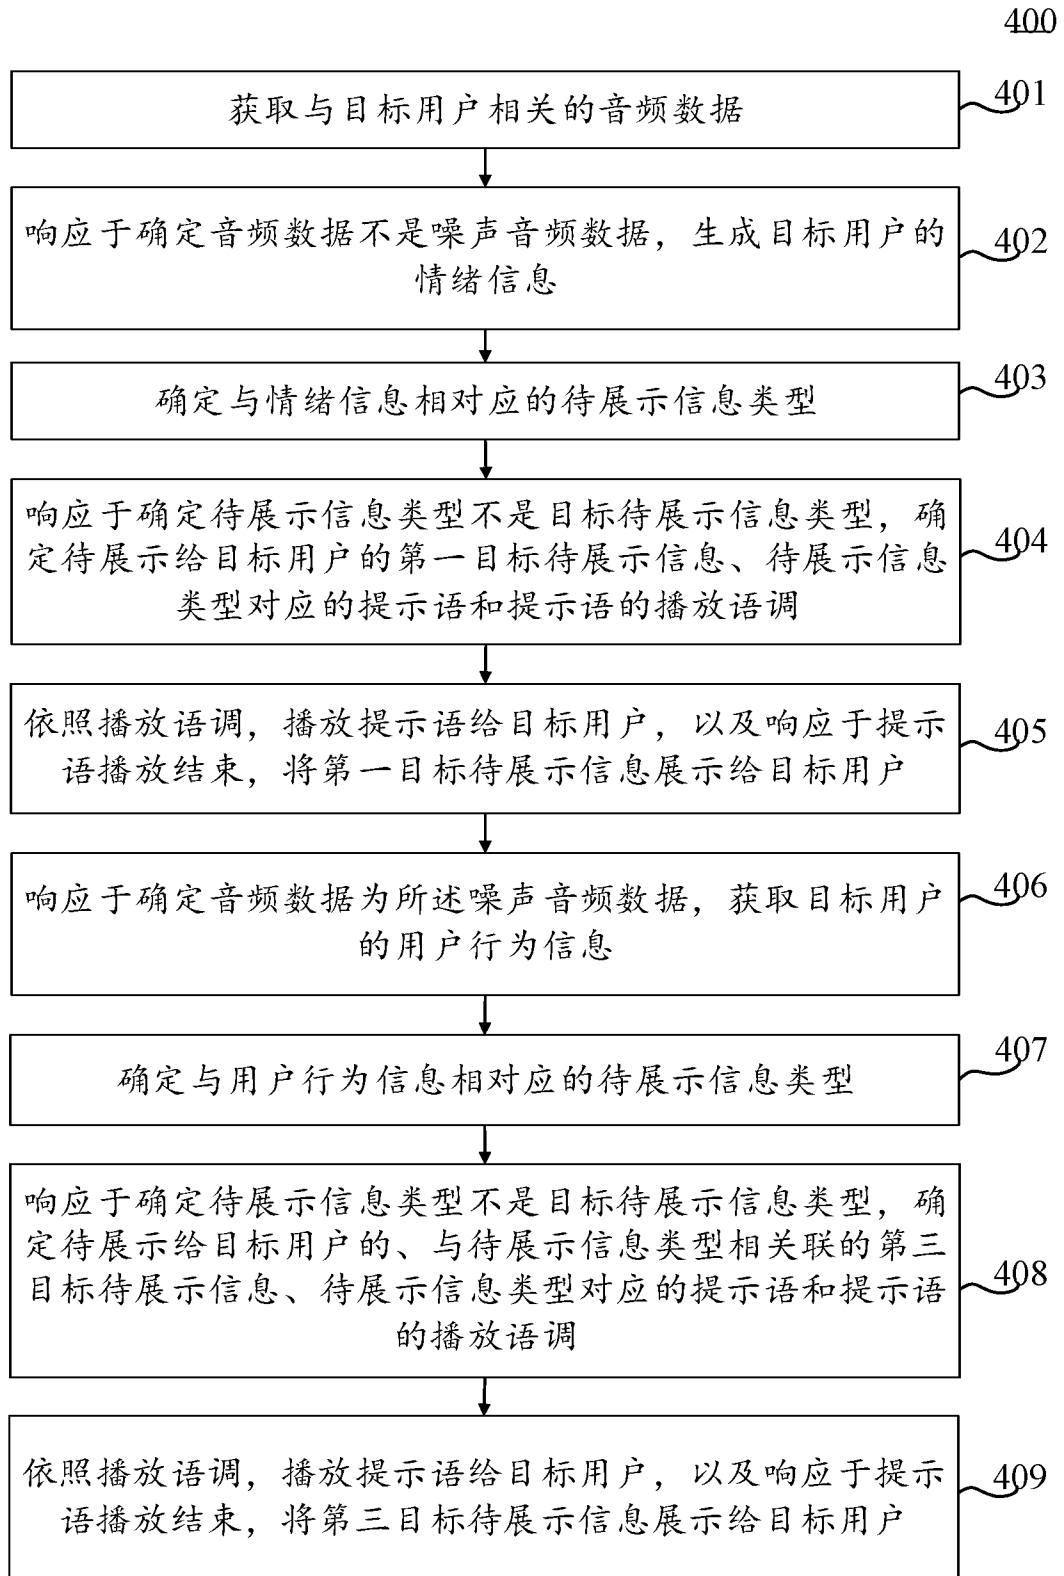 400
获取与目标用户相关的音频数据
401
响应于确定音频数据不是噪声音频数据，生成目标用户的
情绪信息
402
确定与情绪信息相对应的待展示信息类型
403
响应于确定待展示信息类型不是目标待展示信息类型，确
定待展示给目标用户的第一目标待展示信息、待展示信息
类型对应的提示语和提示语的播放语调
404
依照播放语调，播放提示语给目标用户，以及响应于提示
语播放结束，将第一目标待展示信息展示给目标用户
405
响应于确定音频数据为所述噪声音频数据，获取目标用户
的用户行为信息
406
确定与用户行为信息相对应的待展示信息类型
407
响应于确定待展示信息类型不是目标待展示信息类型，确
定待展示给目标用户的、与待展示信息类型相关联的第三
目标待展示信息、待展示信息类型对应的提示语和提示语
的播放语调
408
依照播放语调，播放提示语给目标用户，以及响应于提示
语播放结束，将第三目标待展示信息展示给目标用户
409